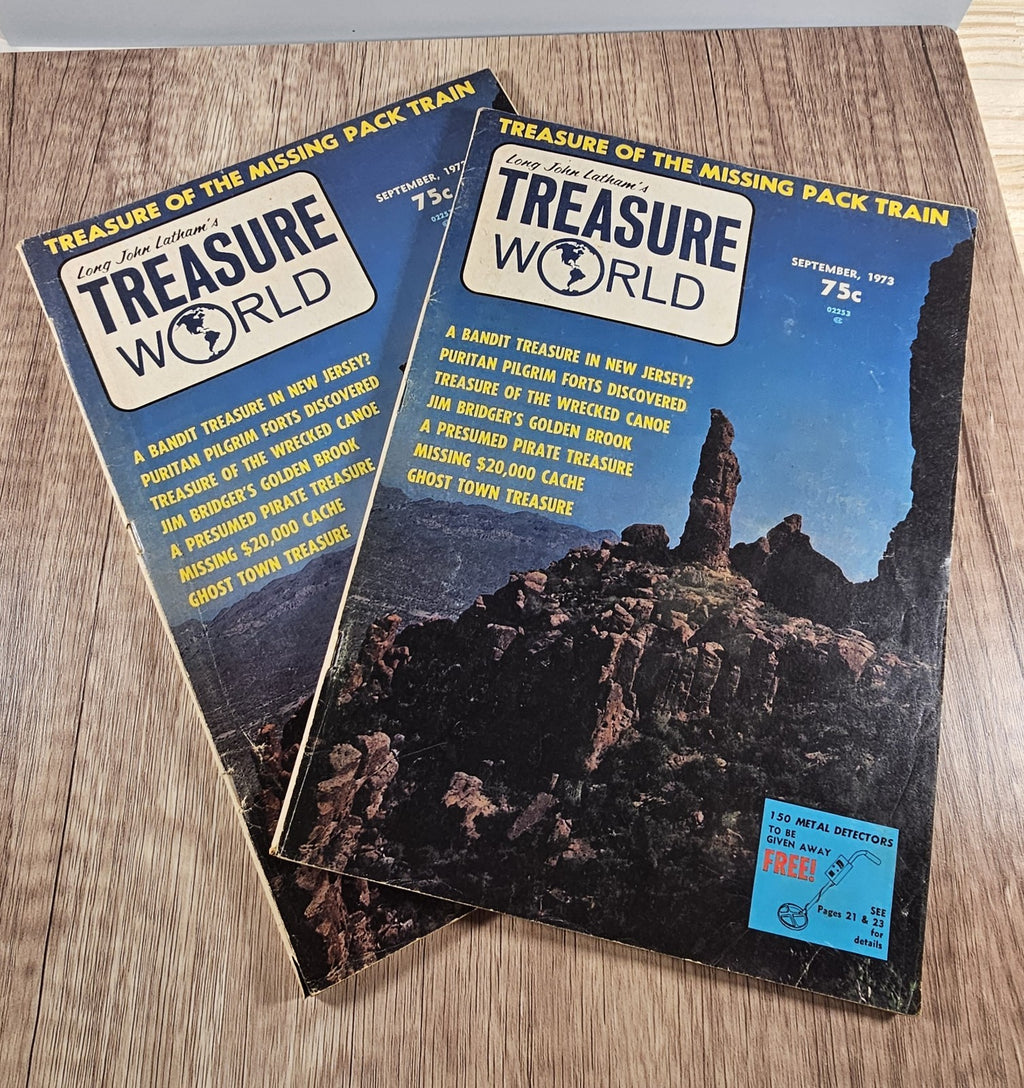 TREASURE OF THE MISSING PACK TRAIN
Long John Latham's
TREASURE
WORLD
SEPTEMBER, 197
75c
A BANDIT TREASURE IN NEW JERSEY?
PURITAN PILGRIM FORTS DISCOVERED
TREASURE OF THE WRECKED CANOE
JIM BRIDGER'S GOLDEN BROOK
A PRESUMED PIRATE TREASURE
MISSING $20,000 CACHE
GHOST TOWN TREASURE
TREASURE OF THE MISSING PACK TRAIN
Long John Latham's
TREASURE
WORLD
SEPTEMBER, 1973
75c
02253
A BANDIT TREASURE IN NEW JERSEY?
PURITAN PILGRIM FORTS DISCOVERED
TREASURE OF THE WRECKED CANOE
JIM BRIDGER'S GOLDEN BROOK
A PRESUMED PIRATE TREASURE
MISSING $20,000 CACHE
GHOST TOWN TREASURE
150 METAL DETECTORS
TO BE
GIVEN AWAY
FREE!
SEE
Pages 21 & 23
for
details